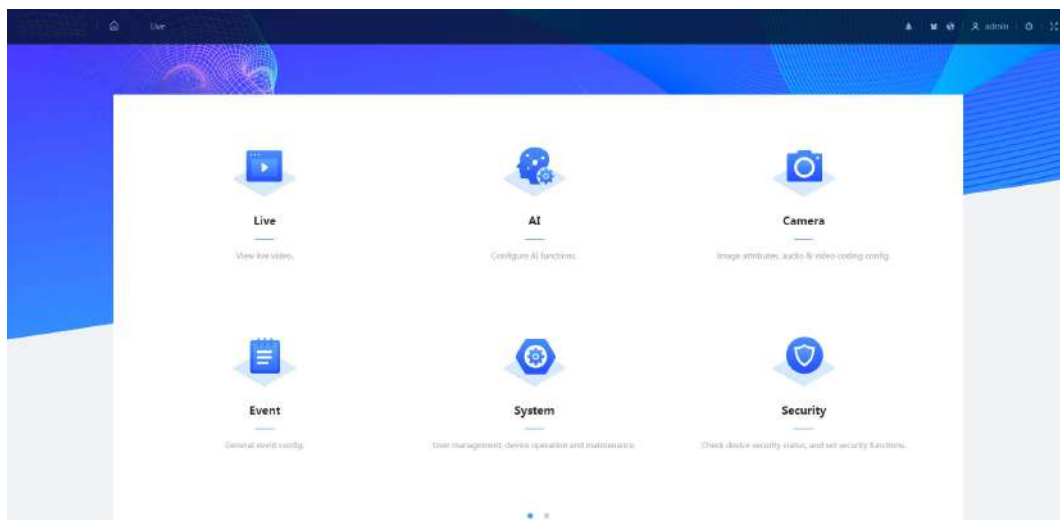 Live
admin
Live
AI
Camera
View live video.
Configure AI functions.
Image attributes, audio & video coding config.
Event
System
Security
General event config.
User management, device operation and maintenance.
Check device security status, and set security functions.